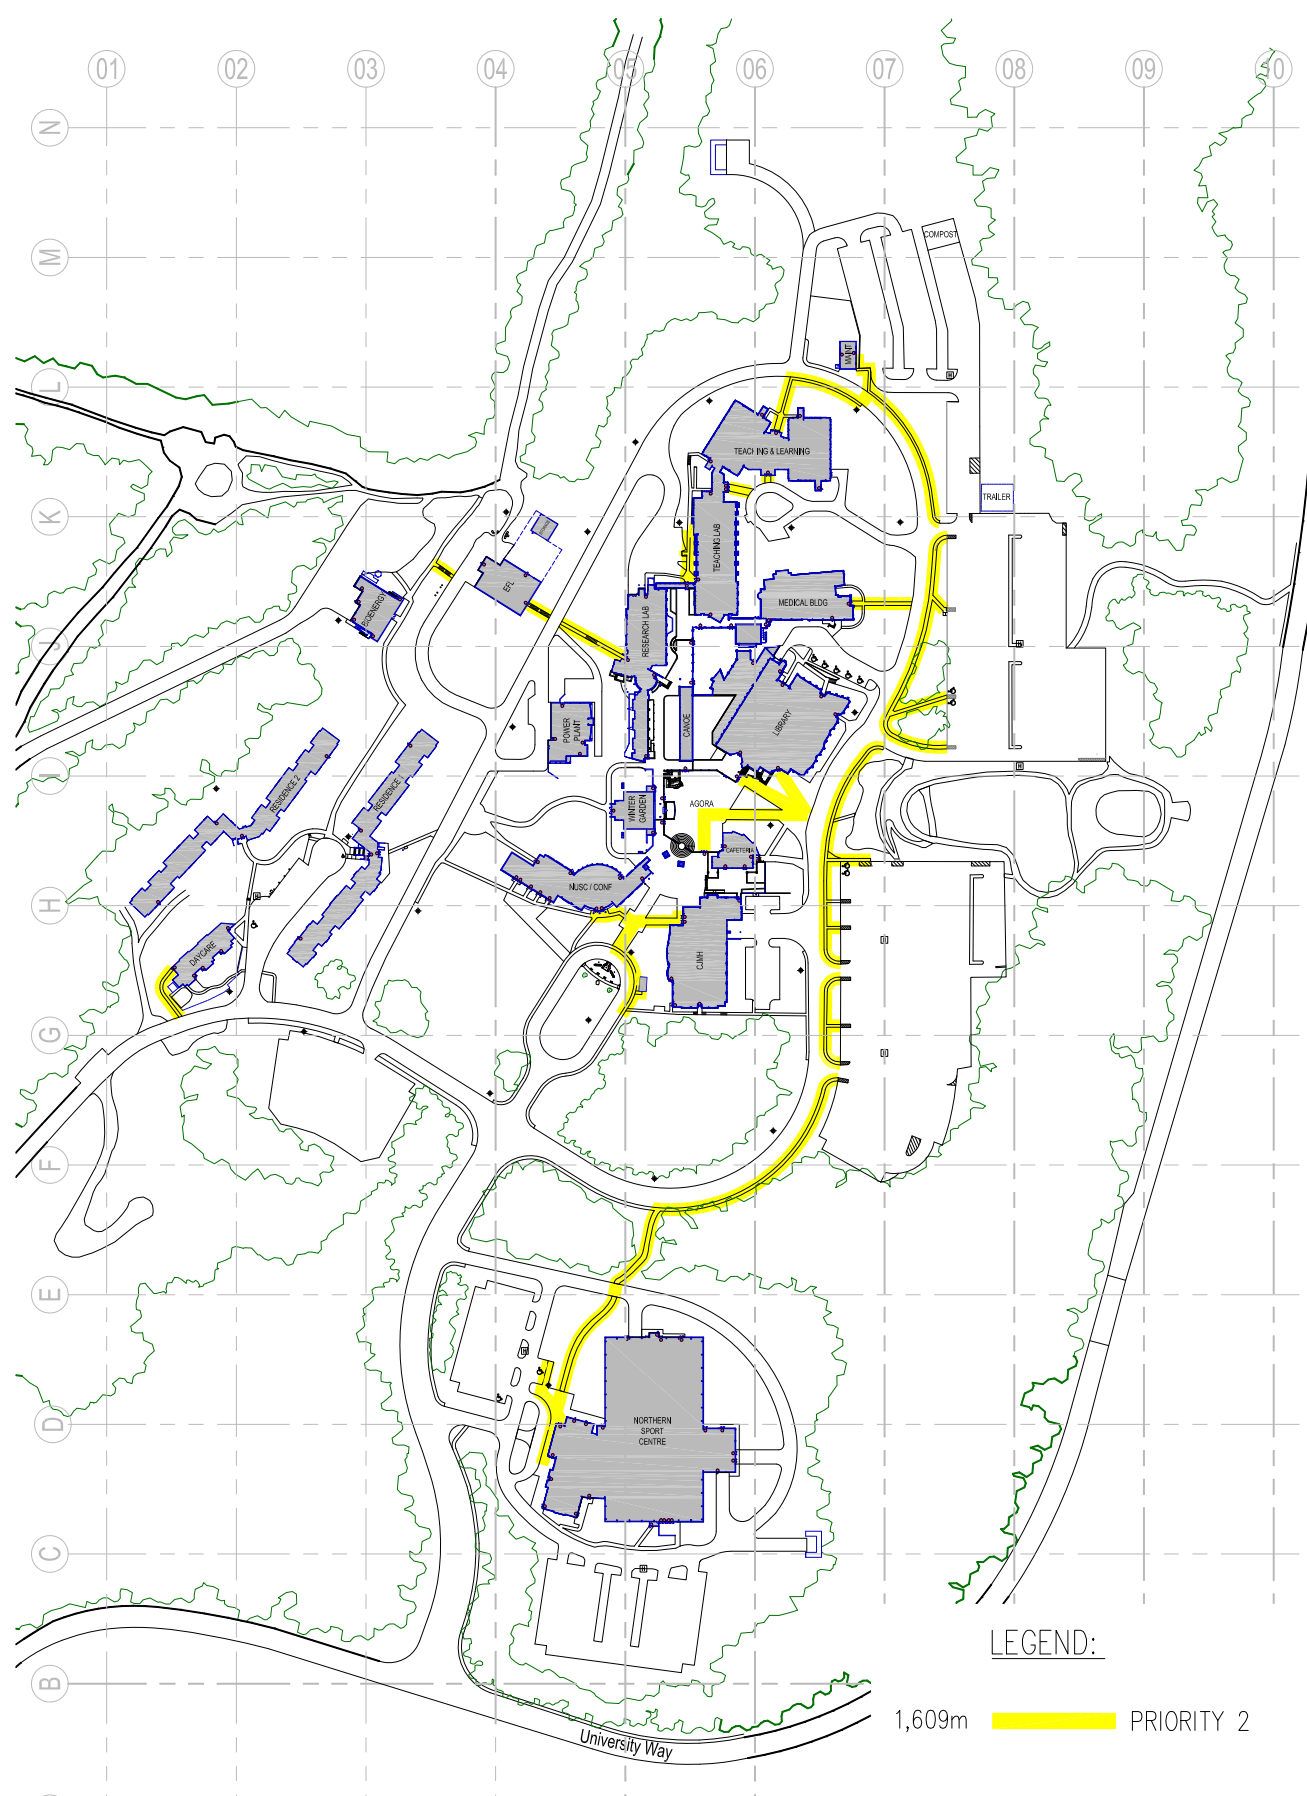 01 02 03 04 05 06 07 08 09 10
N
M
COMPOST
MAINT
L
TEACHING & LEARNING
TRAILER
K
TEACHING LAB
EFL
MEDICAL BLDG
BIOENERGY
RESEARCH LAB
J
LIBRARY
CANOE
POWER
PLANT
I
RESIDENCE 2
RESIDENCE 1
AGORA
WINTER
GARDEN
CAFETERIA
NUSC / CONF
H
DAYCARE
CJMH
G
F
E
NORTHERN
SPORT
CENTRE
D
C
LEGEND:
B
1,609m PRIORITY 2
University Way